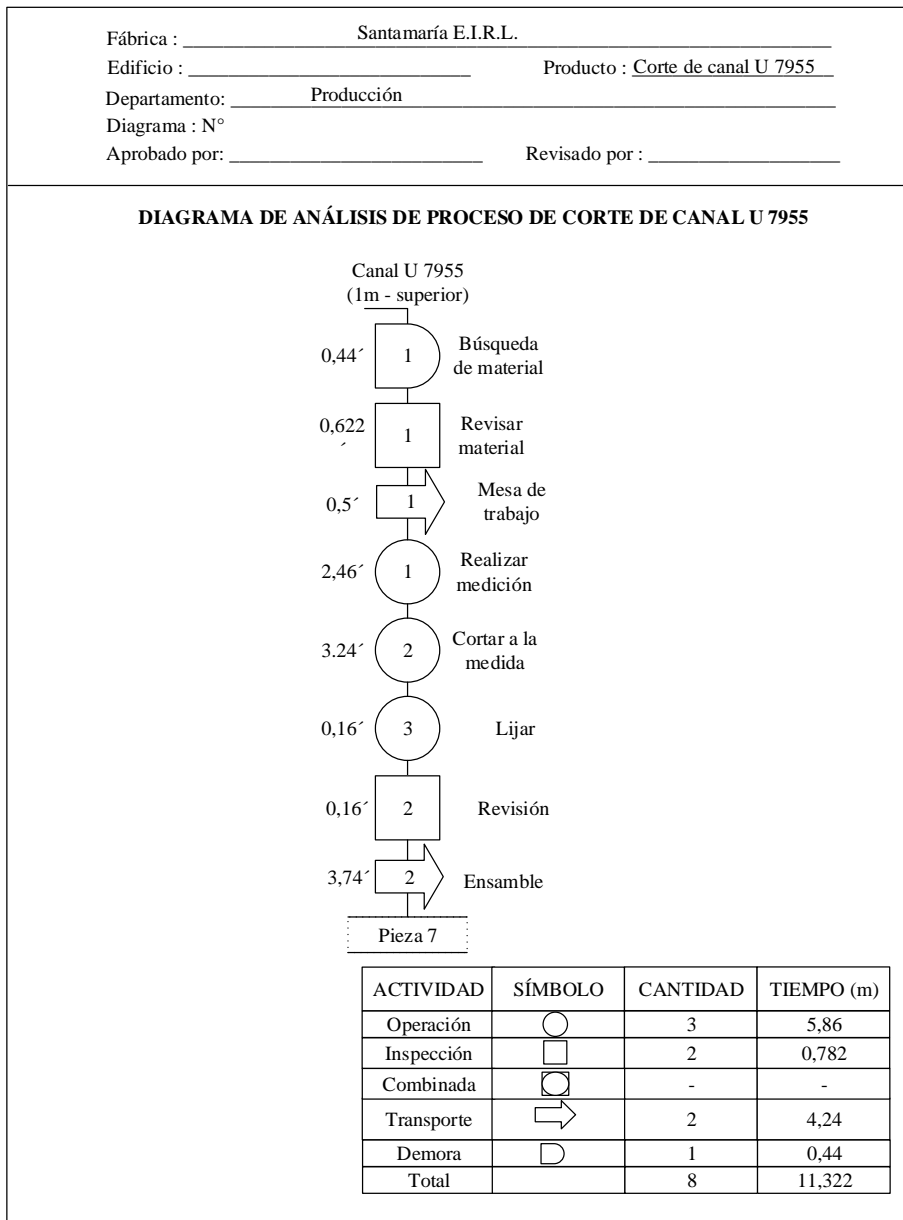 Fábrica : Santamaría E.I.R.L.
Edificio : Producto : Corte de canal U 7955
Departamento: Producción
Diagrama : N°
Aprobado por: Revisado por :
DIAGRAMA DE ANÁLISIS DE PROCESO DE CORTE DE CANAL U 7955
Canal U 7955
(1m - superior)
0,44´ 1 Búsqueda
de material
0,622
´ 1 Revisar
material
0,5´ 1 Mesa de
trabajo
2,46´ 1 Realizar
medición
3.24´ 2 Cortar a la
medida
0,16´ 3 Lijar
0,16´ 2 Revisión
3,74´ 2 Ensamble
Pieza 7
ACTIVIDAD SÍMBOLO CANTIDAD TIEMPO (m)
Operación 3 5,86
Inspección 2 0,782
Combinada - -
Transporte 2 4,24
Demora 1 0,44
Total 8 11,322